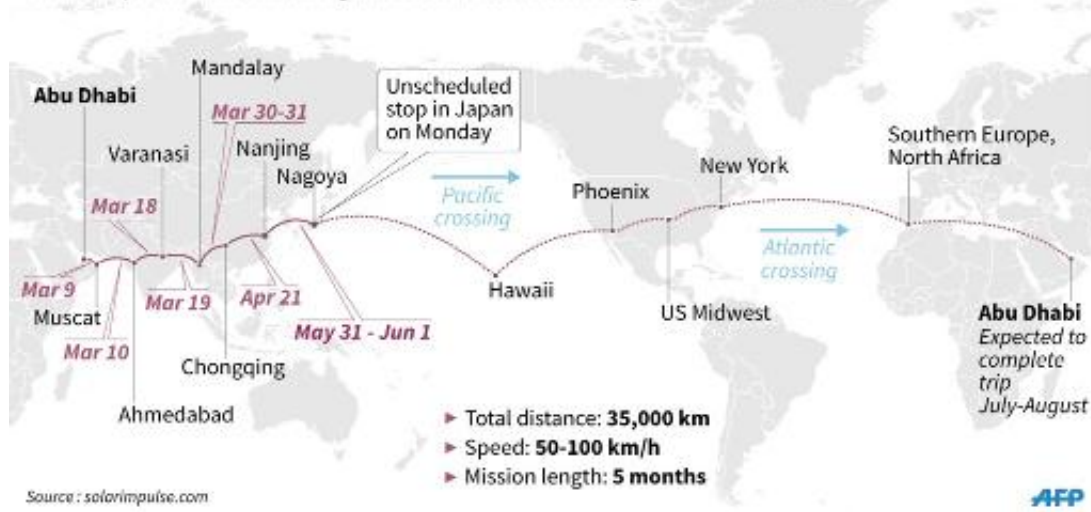 Mandalay
Abu Dhabi
Mar 30-31
Unscheduled
stop in Japan
on Monday
Varanasi
Nanjing
Nagoya
Mar 18
Pacific
crossing
Phoenix
New York
Southern Europe,
North Africa
Atlantic
crossing
Mar 9
Muscat
Mar 10
Mar 19
Apr 21
May 31 - Jun 1
Hawaii
US Midwest
Abu Dhabi
Expected to
complete
trip
July-August
Chongqing
Ahmedabad
Total distance: 35,000 km
Speed: 50-100 km/h
Mission length: 5 months
Source : solarimpulse.com
AFP